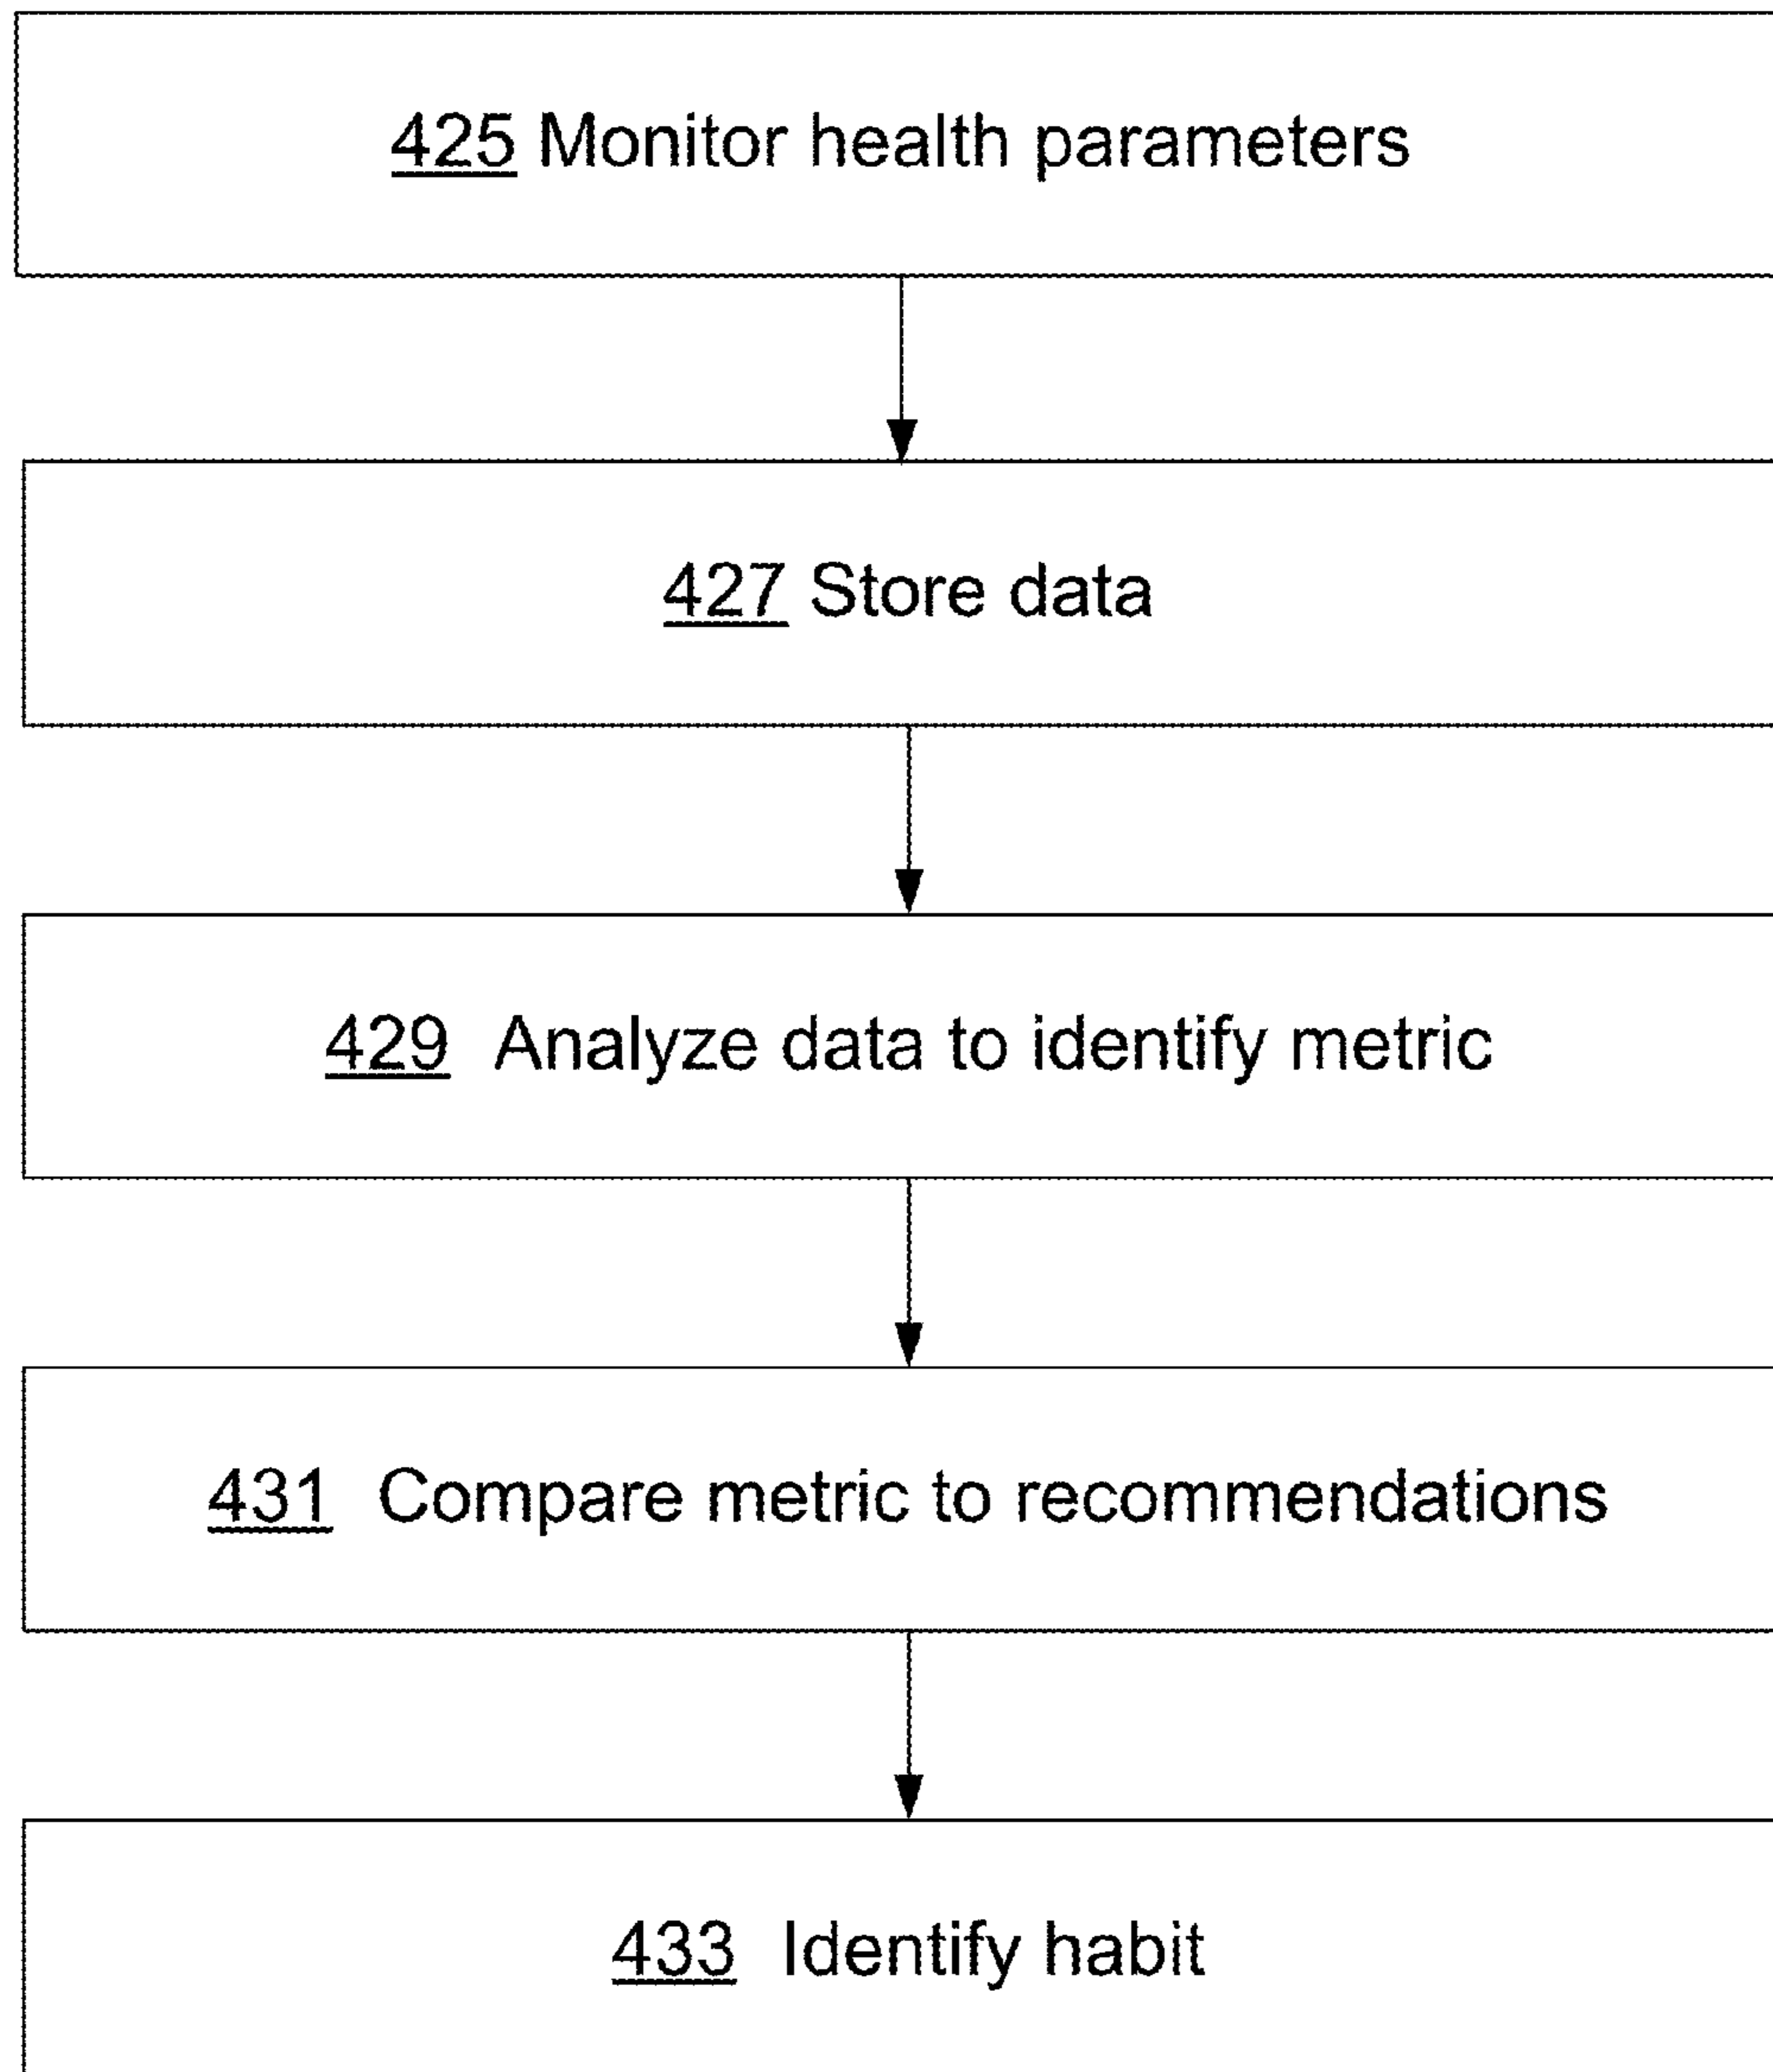 425 Monitor health parameters
427 Store data
429 Analyze data to identify metric
431 Compare metric to recommendations
433 Identify habit